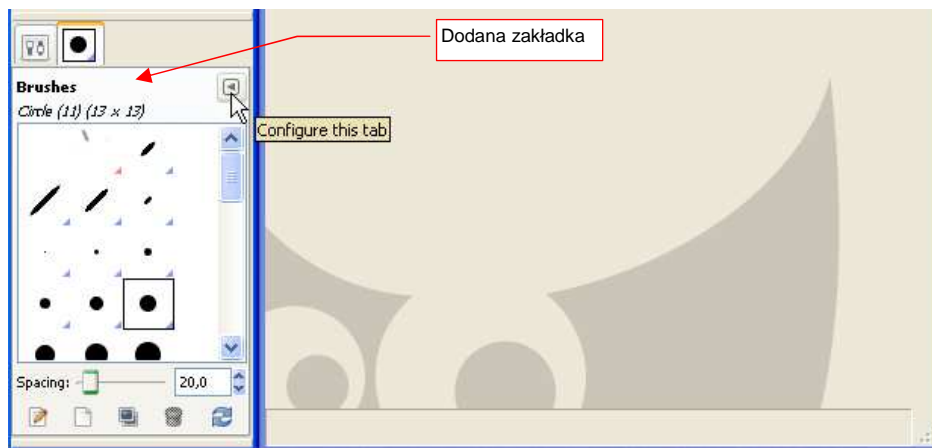 Dodana zakładka
Brushes
Circle (11) (13 x 13)
Configure this tab
Spacing:
20,0